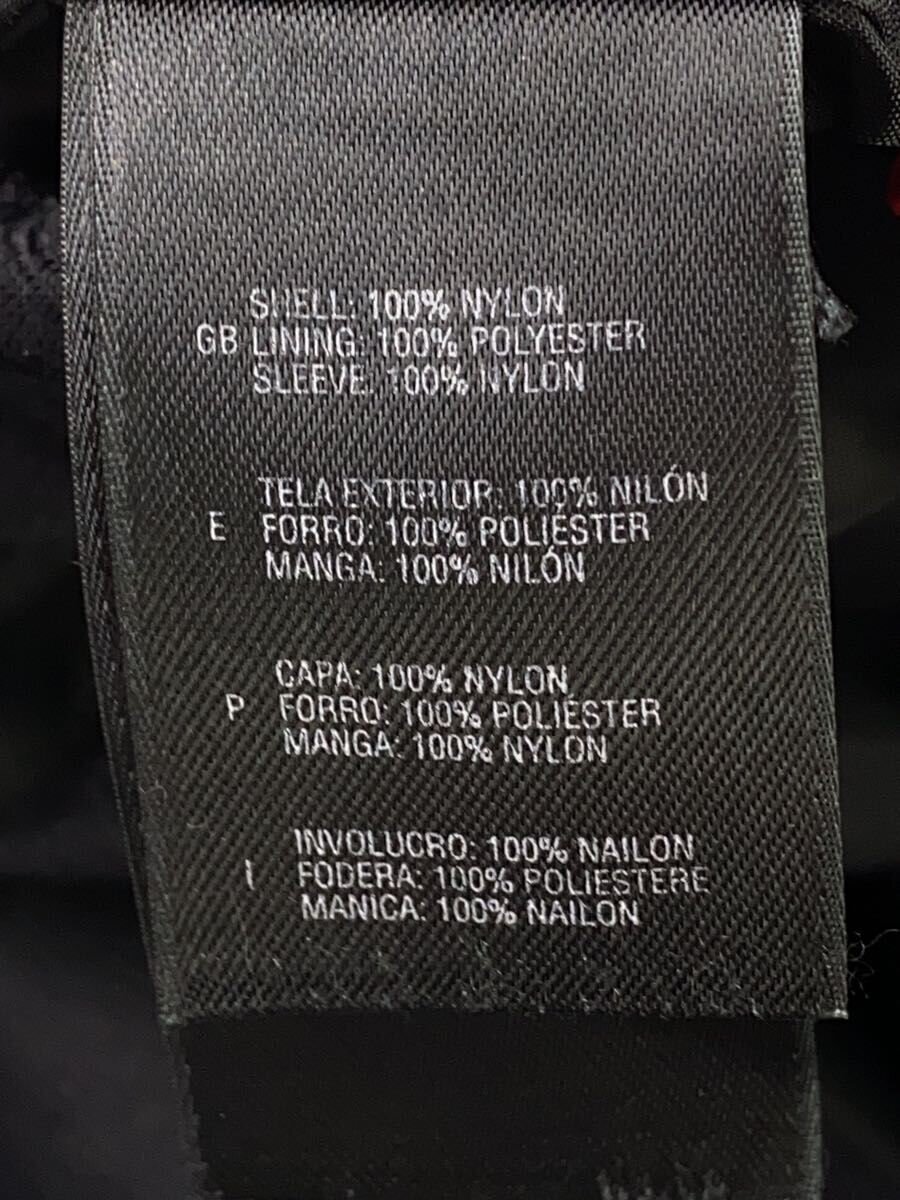 SHELL: 100% NYLON
GB LINING: 100% POLYESTER
SLEEVE: 100% NYLON
TELA EXTERIOR: 100% NILÓN
E FORRO: 100% POLIÉSTER
MANGA: 100% NILÓN
CAPA: 100% NYLON
P FORRO: 100% POLIÉSTER
MANGA: 100% NYLON
INVOLUCRO: 100% NAILON
I FODERA: 100% POLIESTERE
MANICA: 100% NAILON